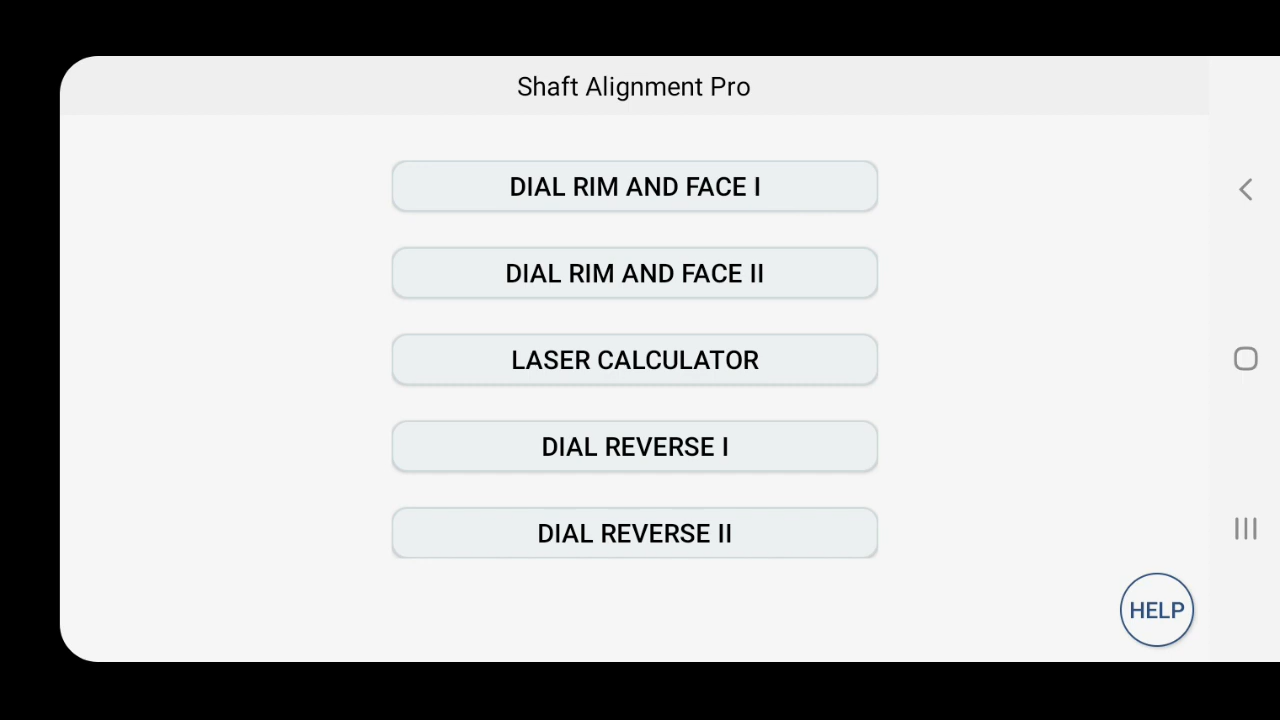 Shaft Alignment Pro
DIAL RIM AND FACE I
DIAL RIM AND FACE II
LASER CALCULATOR
DIAL REVERSE I
DIAL REVERSE II
HELP